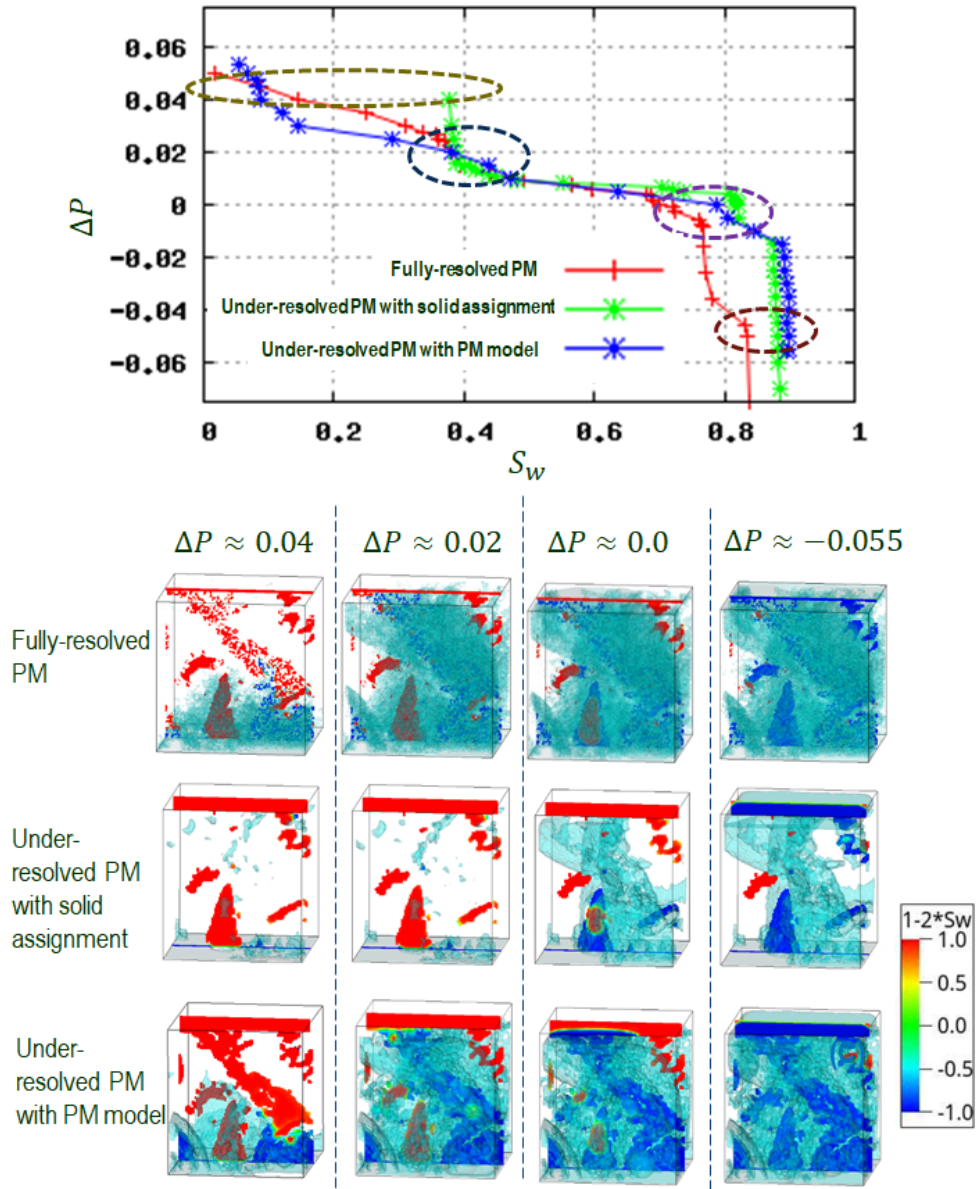 0.06
0.04
0.02
0
-0.02
-0.04
-0.06
ΔP
Fully-resolved PM
Under-resolved PM with solid assignment
Under-resolved PM with PM model
0 0.2 0.4 0.6 0.8 1
S_w
ΔP ≈ 0.04 ΔP ≈ 0.02 ΔP ≈ 0.0 ΔP ≈ −0.055
Fully-resolved
PM
Under-
resolved PM
with solid
assignment
Under-
resolved PM
with PM model
1-2*Sw
1.0
0.5
0.0
-0.5
-1.0